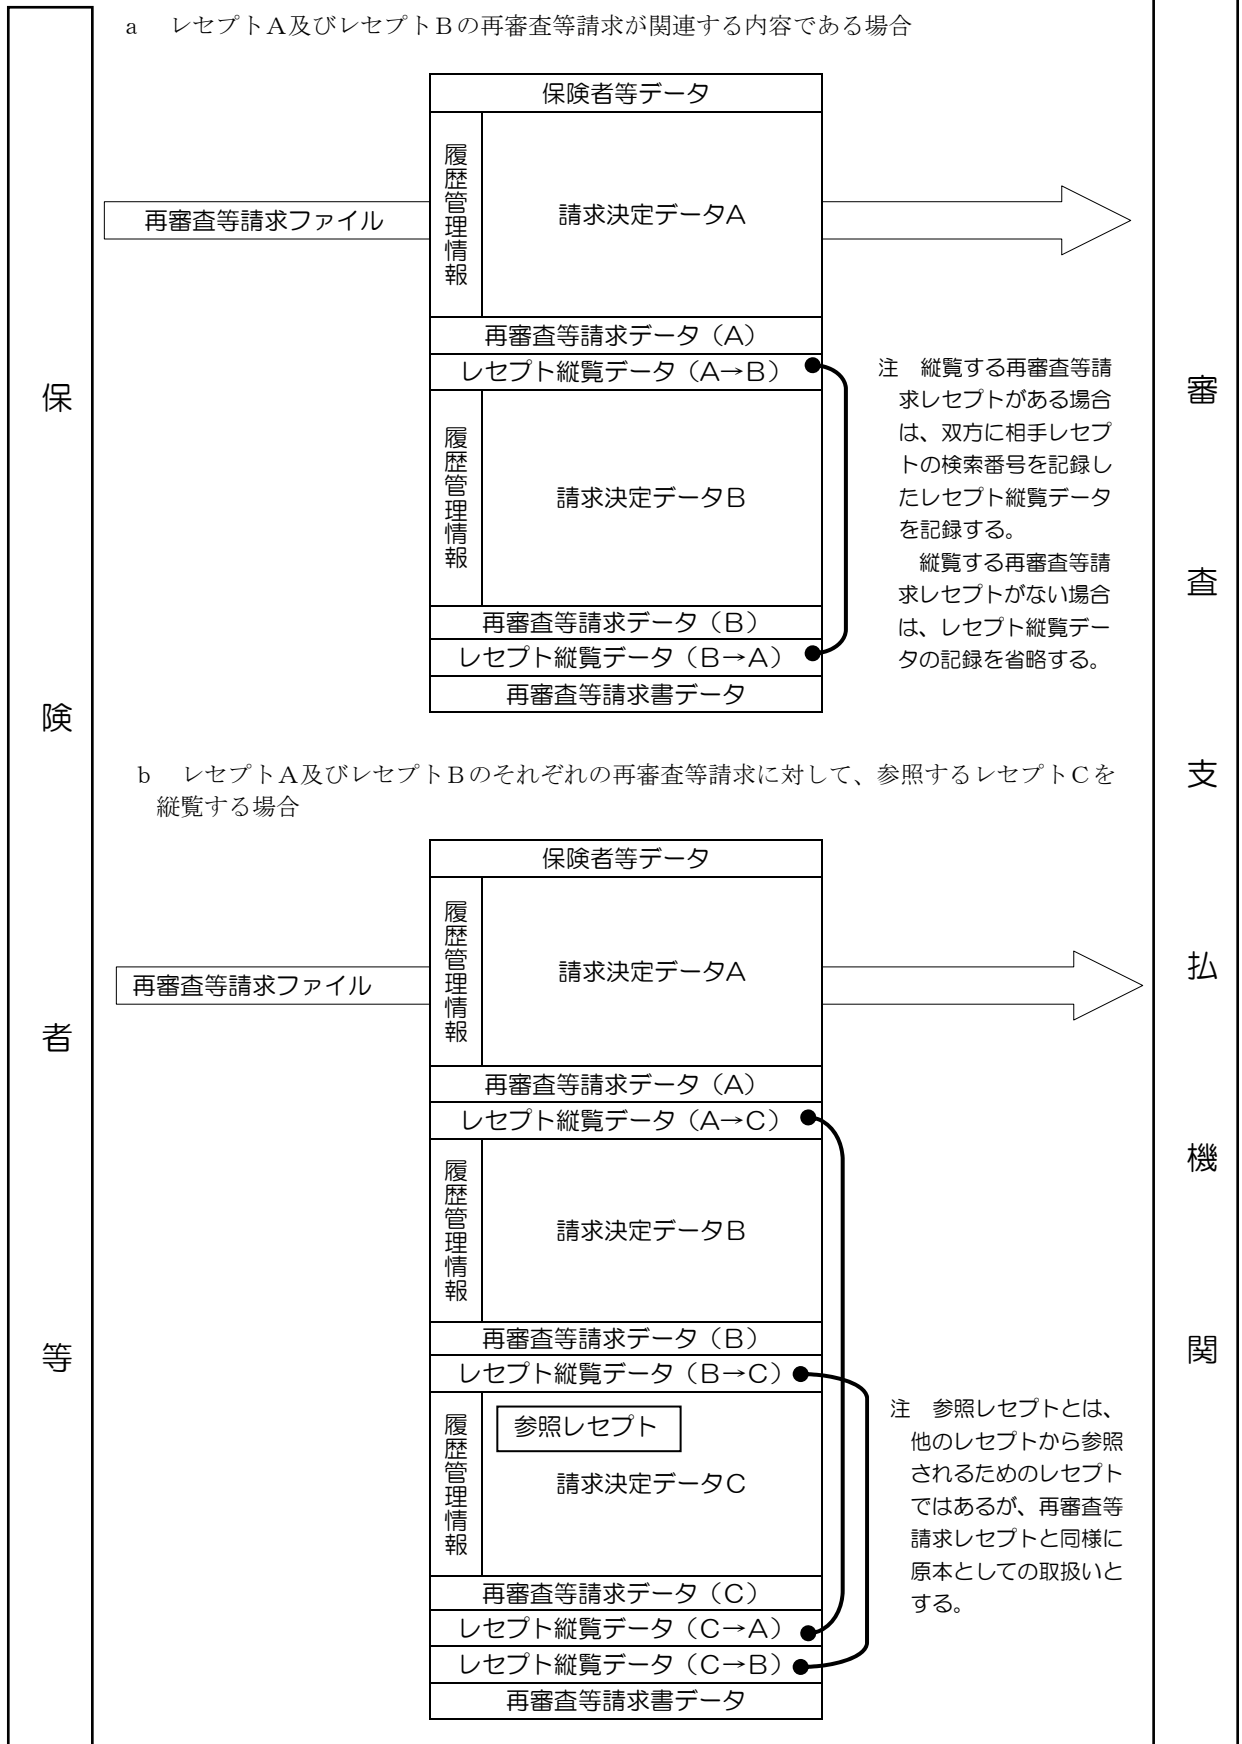 a　レセプトA及びレセプトBの再審査等請求が関連する内容である場合
保険者等
審査支払機関
再審査等請求ファイル
保険者等データ
履歴管理情報
請求決定データA
再審査等請求データ（A）
レセプト縦覧データ（A→B）
履歴管理情報
請求決定データB
再審査等請求データ（B）
レセプト縦覧データ（B→A）
再審査等請求書データ
注　縦覧する再審査等請
求レセプトがある場合
は、双方に相手レセプ
トの検索番号を記録し
たレセプト縦覧データ
を記録する。
縦覧する再審査等請
求レセプトがない場合
は、レセプト縦覧デー
タの記録を省略する。
b　レセプトA及びレセプトBのそれぞれの再審査等請求に対して、参照するレセプトCを
縦覧する場合
再審査等請求ファイル
保険者等データ
履歴管理情報
請求決定データA
再審査等請求データ（A）
レセプト縦覧データ（A→C）
履歴管理情報
請求決定データB
再審査等請求データ（B）
レセプト縦覧データ（B→C）
履歴管理情報
参照レセプト
請求決定データC
再審査等請求データ（C）
レセプト縦覧データ（C→A）
レセプト縦覧データ（C→B）
再審査等請求書データ
注　参照レセプトとは、
他のレセプトから参照
されるためのレセプト
ではあるが、再審査等
請求レセプトと同様に
原本としての取扱いと
する。